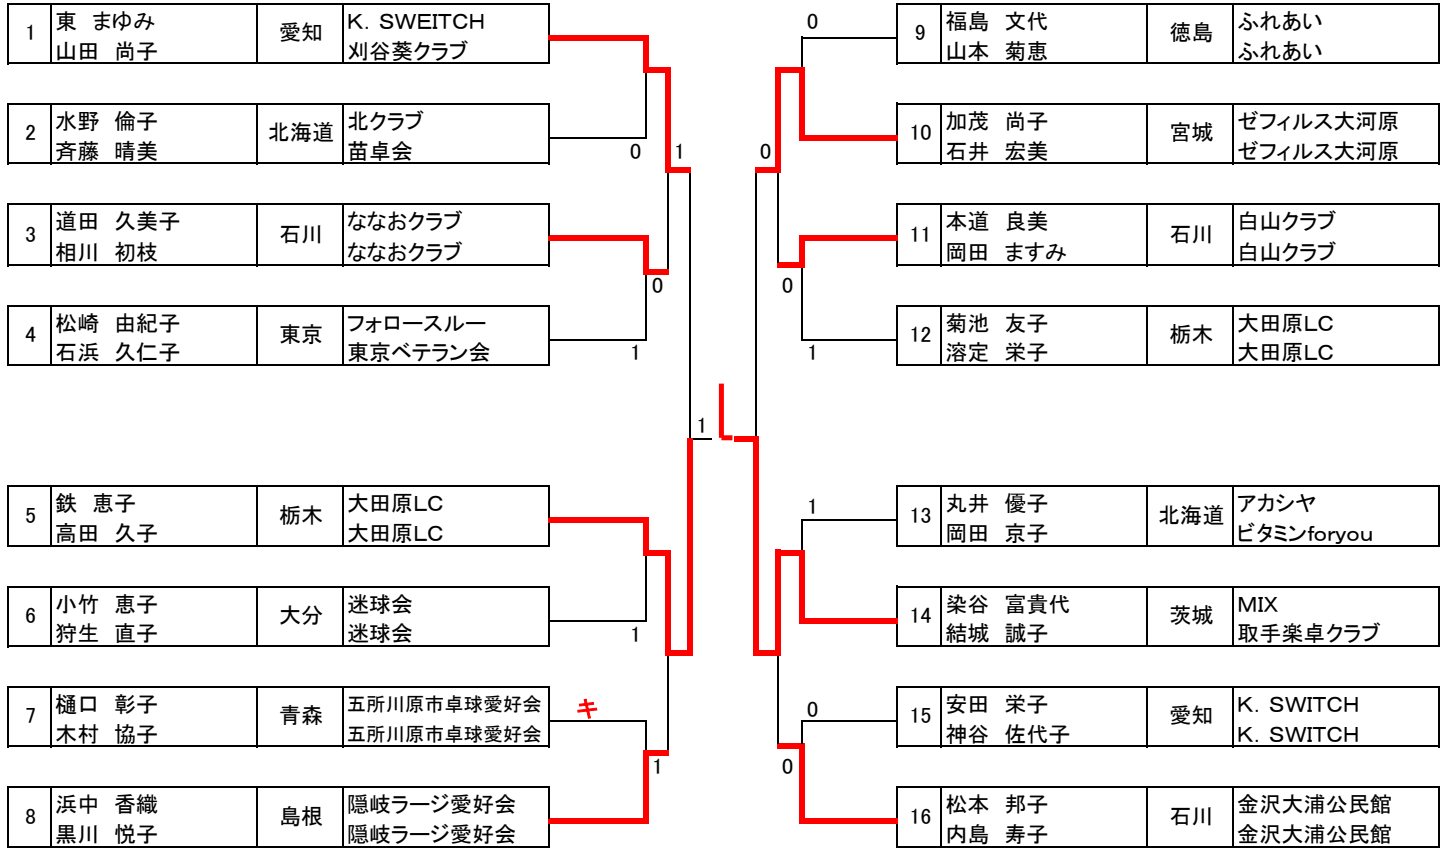 1 東 まゆみ 愛知 K. SWEITCH
山田 尚子 刈谷葵クラブ
2 水野 倫子 北海道 北クラブ
斉藤 晴美 苗卓会
0 1
3 道田 久美子 石川 ななおクラブ
相川 初枝 ななおクラブ
0
4 松崎 由紀子 東京 フォロースルー
石浜 久仁子 東京ベテラン会
1
1
5 鉄 恵子 栃木 大田原LC
高田 久子 大田原LC
6 小竹 恵子 大分 迷球会
狩生 直子 迷球会
1
7 樋口 彰子 青森 五所川原市卓球愛好会
木村 協子 五所川原市卓球愛好会
キ
1
8 浜中 香織 島根 隠岐ラージ愛好会
黒川 悦子 隠岐ラージ愛好会
0
9 福島 文代 徳島 ふれあい
山本 菊恵 ふれあい
10 加茂 尚子 宮城 ゼフィルス大河原
石井 宏美 ゼフィルス大河原
0
11 本道 良美 石川 白山クラブ
岡田 ますみ 白山クラブ
0
12 菊池 友子 栃木 大田原LC
溶定 栄子 大田原LC
1
1
13 丸井 優子 北海道 アカシヤ
岡田 京子 ビタミンforyou
14 染谷 富貴代 茨城 MIX
結城 誠子 取手楽卓クラブ
0
15 安田 栄子 愛知 K. SWITCH
神谷 佐代子 K. SWITCH
0
16 松本 邦子 石川 金沢大浦公民館
内島 寿子 金沢大浦公民館